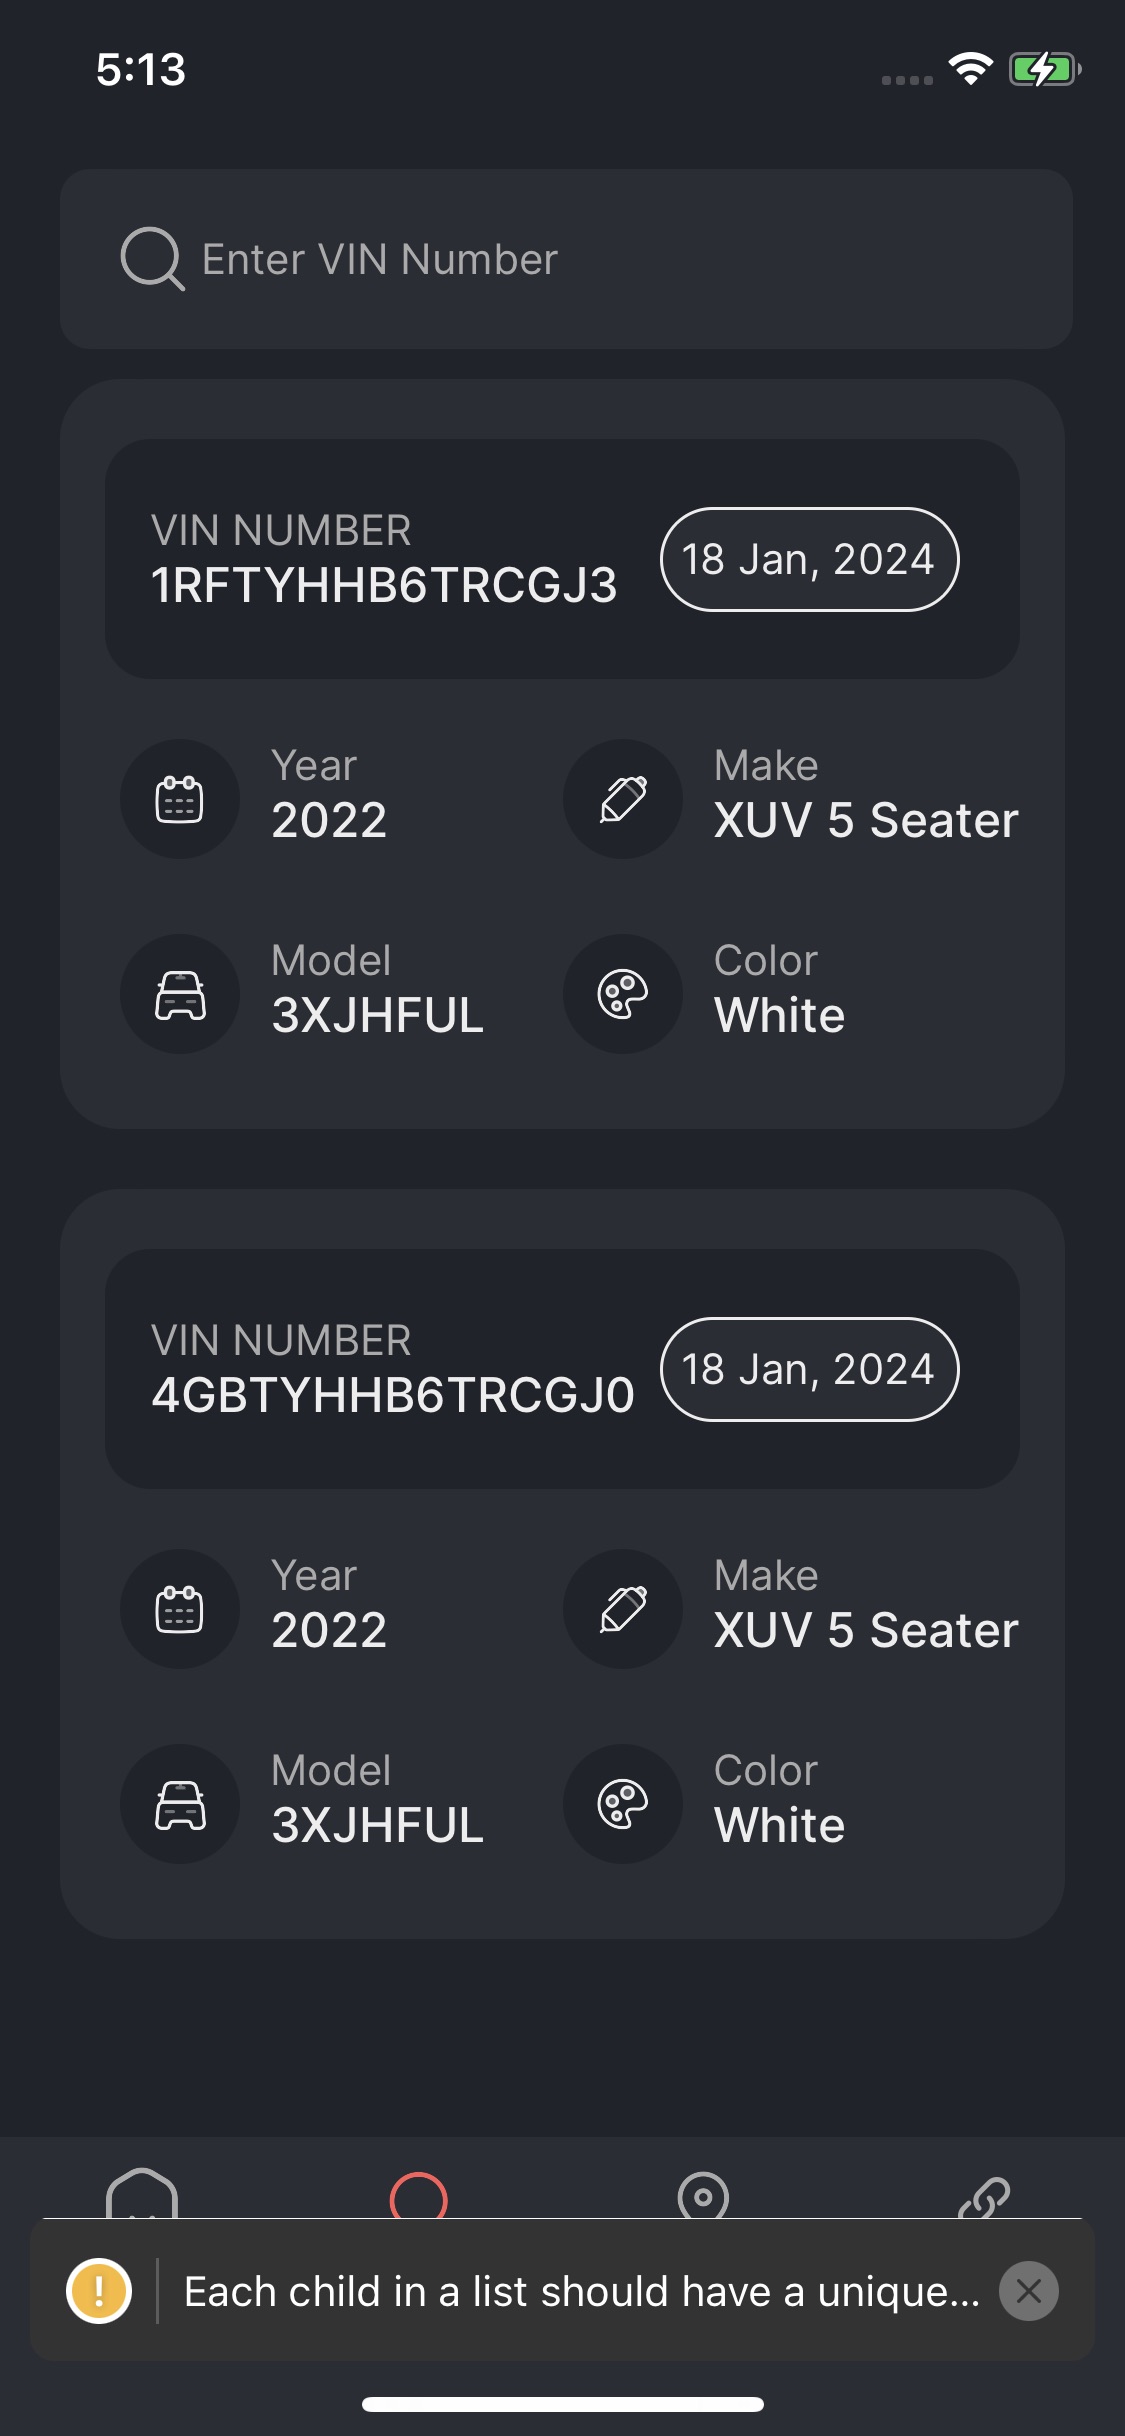 5:13
Enter VIN Number
VIN NUMBER
1RFTYHHB6TRCGJ3
18 Jan, 2024
Year
2022
Make
XUV 5 Seater
Model
3XJHFUL
Color
White
VIN NUMBER
4GBTYHHB6TRCGJ0
18 Jan, 2024
Year
2022
Make
XUV 5 Seater
Model
3XJHFUL
Color
White
Each child in a list should have a unique...